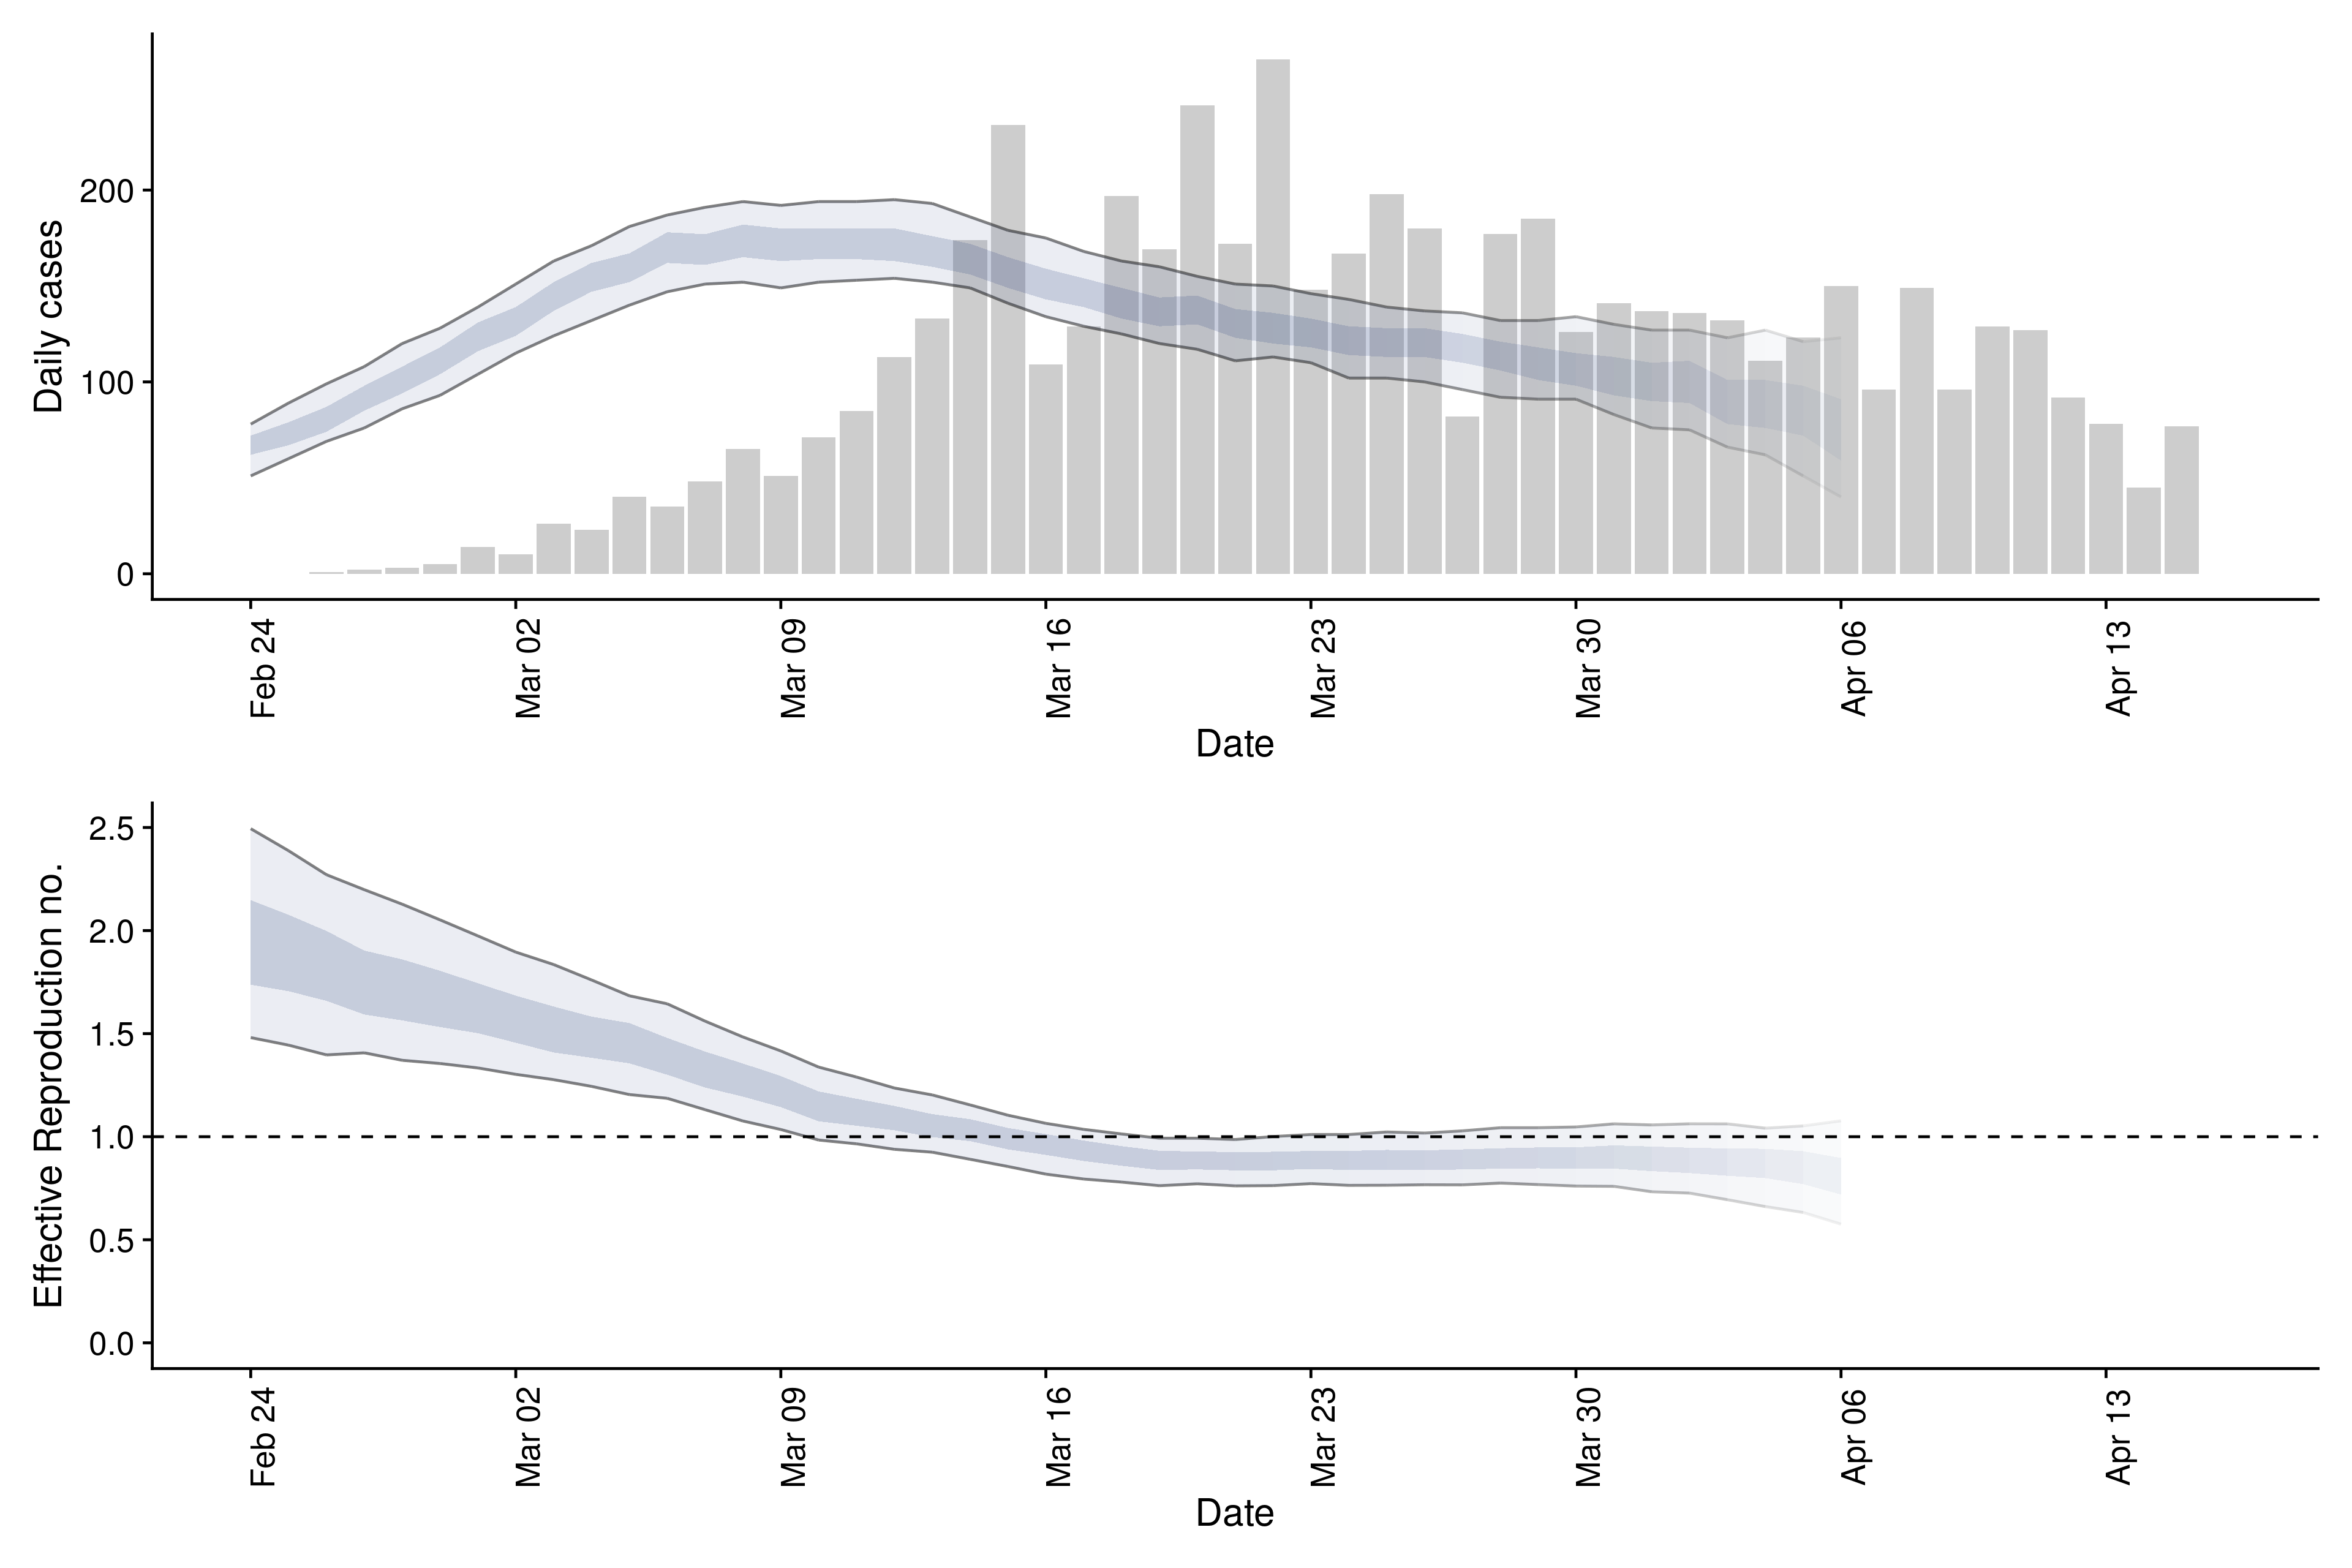 Daily cases
200
100
0
Feb 24
Mar 02
Mar 09
Mar 16
Mar 23
Mar 30
Apr 06
Apr 13
Date
Effective Reproduction no.
2.5
2.0
1.5
1.0
0.5
0.0
Feb 24
Mar 02
Mar 09
Mar 16
Mar 23
Mar 30
Apr 06
Apr 13
Date